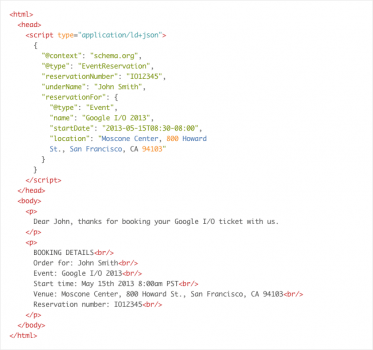 <html>
<head>
<script type="application/ld+json">
{
"@context": "schema.org",
"@type": "EventReservation",
"reservationNumber": "IO12345",
"underName": "John Smith",
"reservationFor": {
"@type": "Event",
"name": "Google I/O 2013",
"startDate": "2013-05-15T08:30-08:00",
"location": "Moscone Center, 800 Howard
St., San Francisco, CA 94103"
}
}
</script>
</head>
<body>
<p>
Dear John, thanks for booking your Google I/O ticket with us.
</p>
<p>
BOOKING DETAILS<br/>
Order for: John Smith<br/>
Event: Google I/O 2013<br/>
Start time: May 15th 2013 8:00am PST<br/>
Venue: Moscone Center, 800 Howard St., San Francisco, CA 94103<br/>
Reservation number: IO12345<br/>
</p>
</body>
</html>